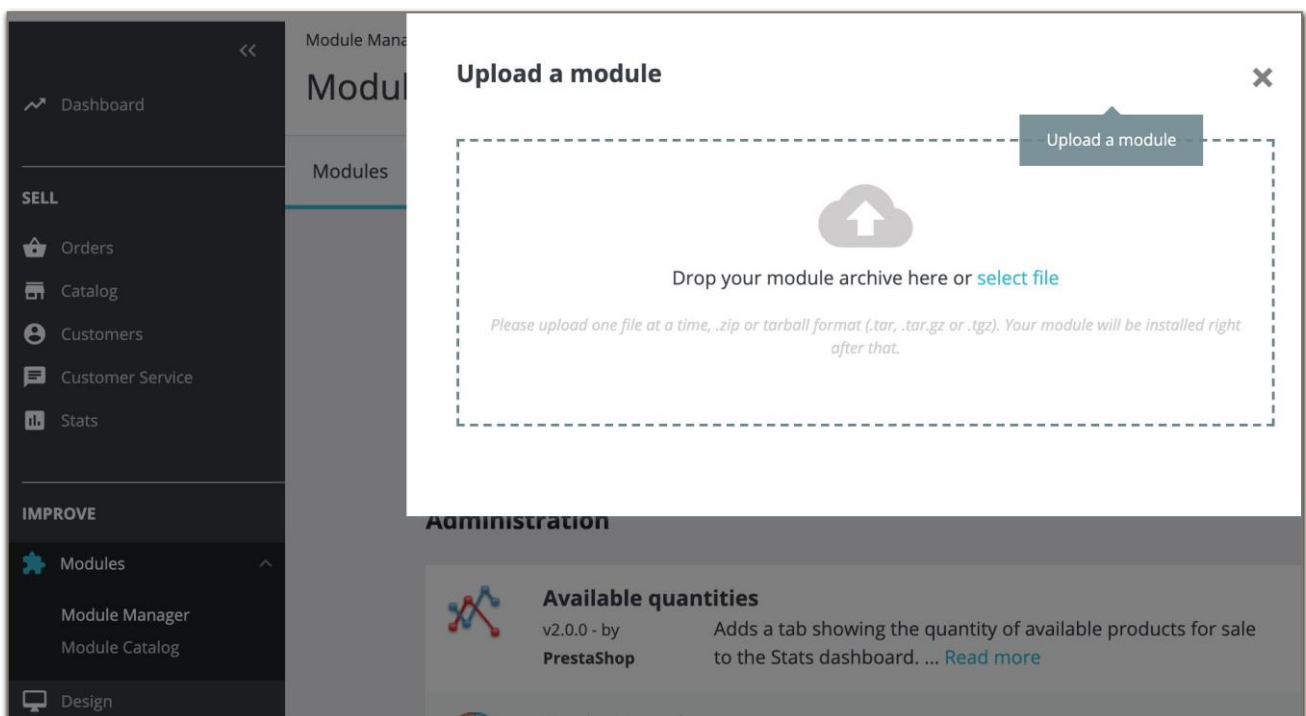 <<
Module Mana
Modul
Dashboard
Modules
SELL
Orders
Catalog
Customers
Customer Service
Stats
IMPROVE
Modules
Module Manager
Module Catalog
Design
Upload a module
Upload a module
Drop your module archive here or select file
Please upload one file at a time, .zip or tarball format (.tar, .tar.gz or .tgz). Your module will be installed right
after that.
Administration
Available quantities
v2.0.0 - by
PrestaShop
Adds a tab showing the quantity of available products for sale
to the Stats dashboard. ... Read more